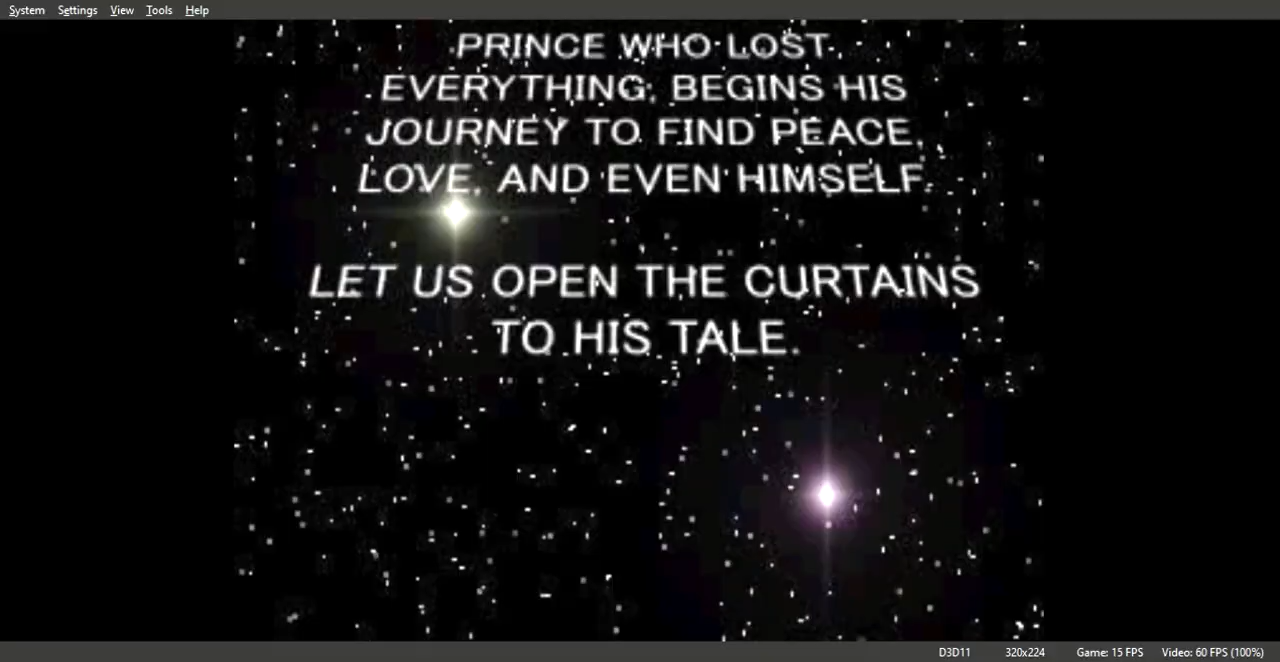 System Settings View Tools Help
PRINCE WHO LOST
EVERYTHING, BEGINS HIS
JOURNEY TO FIND PEACE,
LOVE, AND EVEN HIMSELF.
LET US OPEN THE CURTAINS
TO HIS TALE.
D3D11 320x224 Game: 15 FPS Video: 60 FPS (100%)